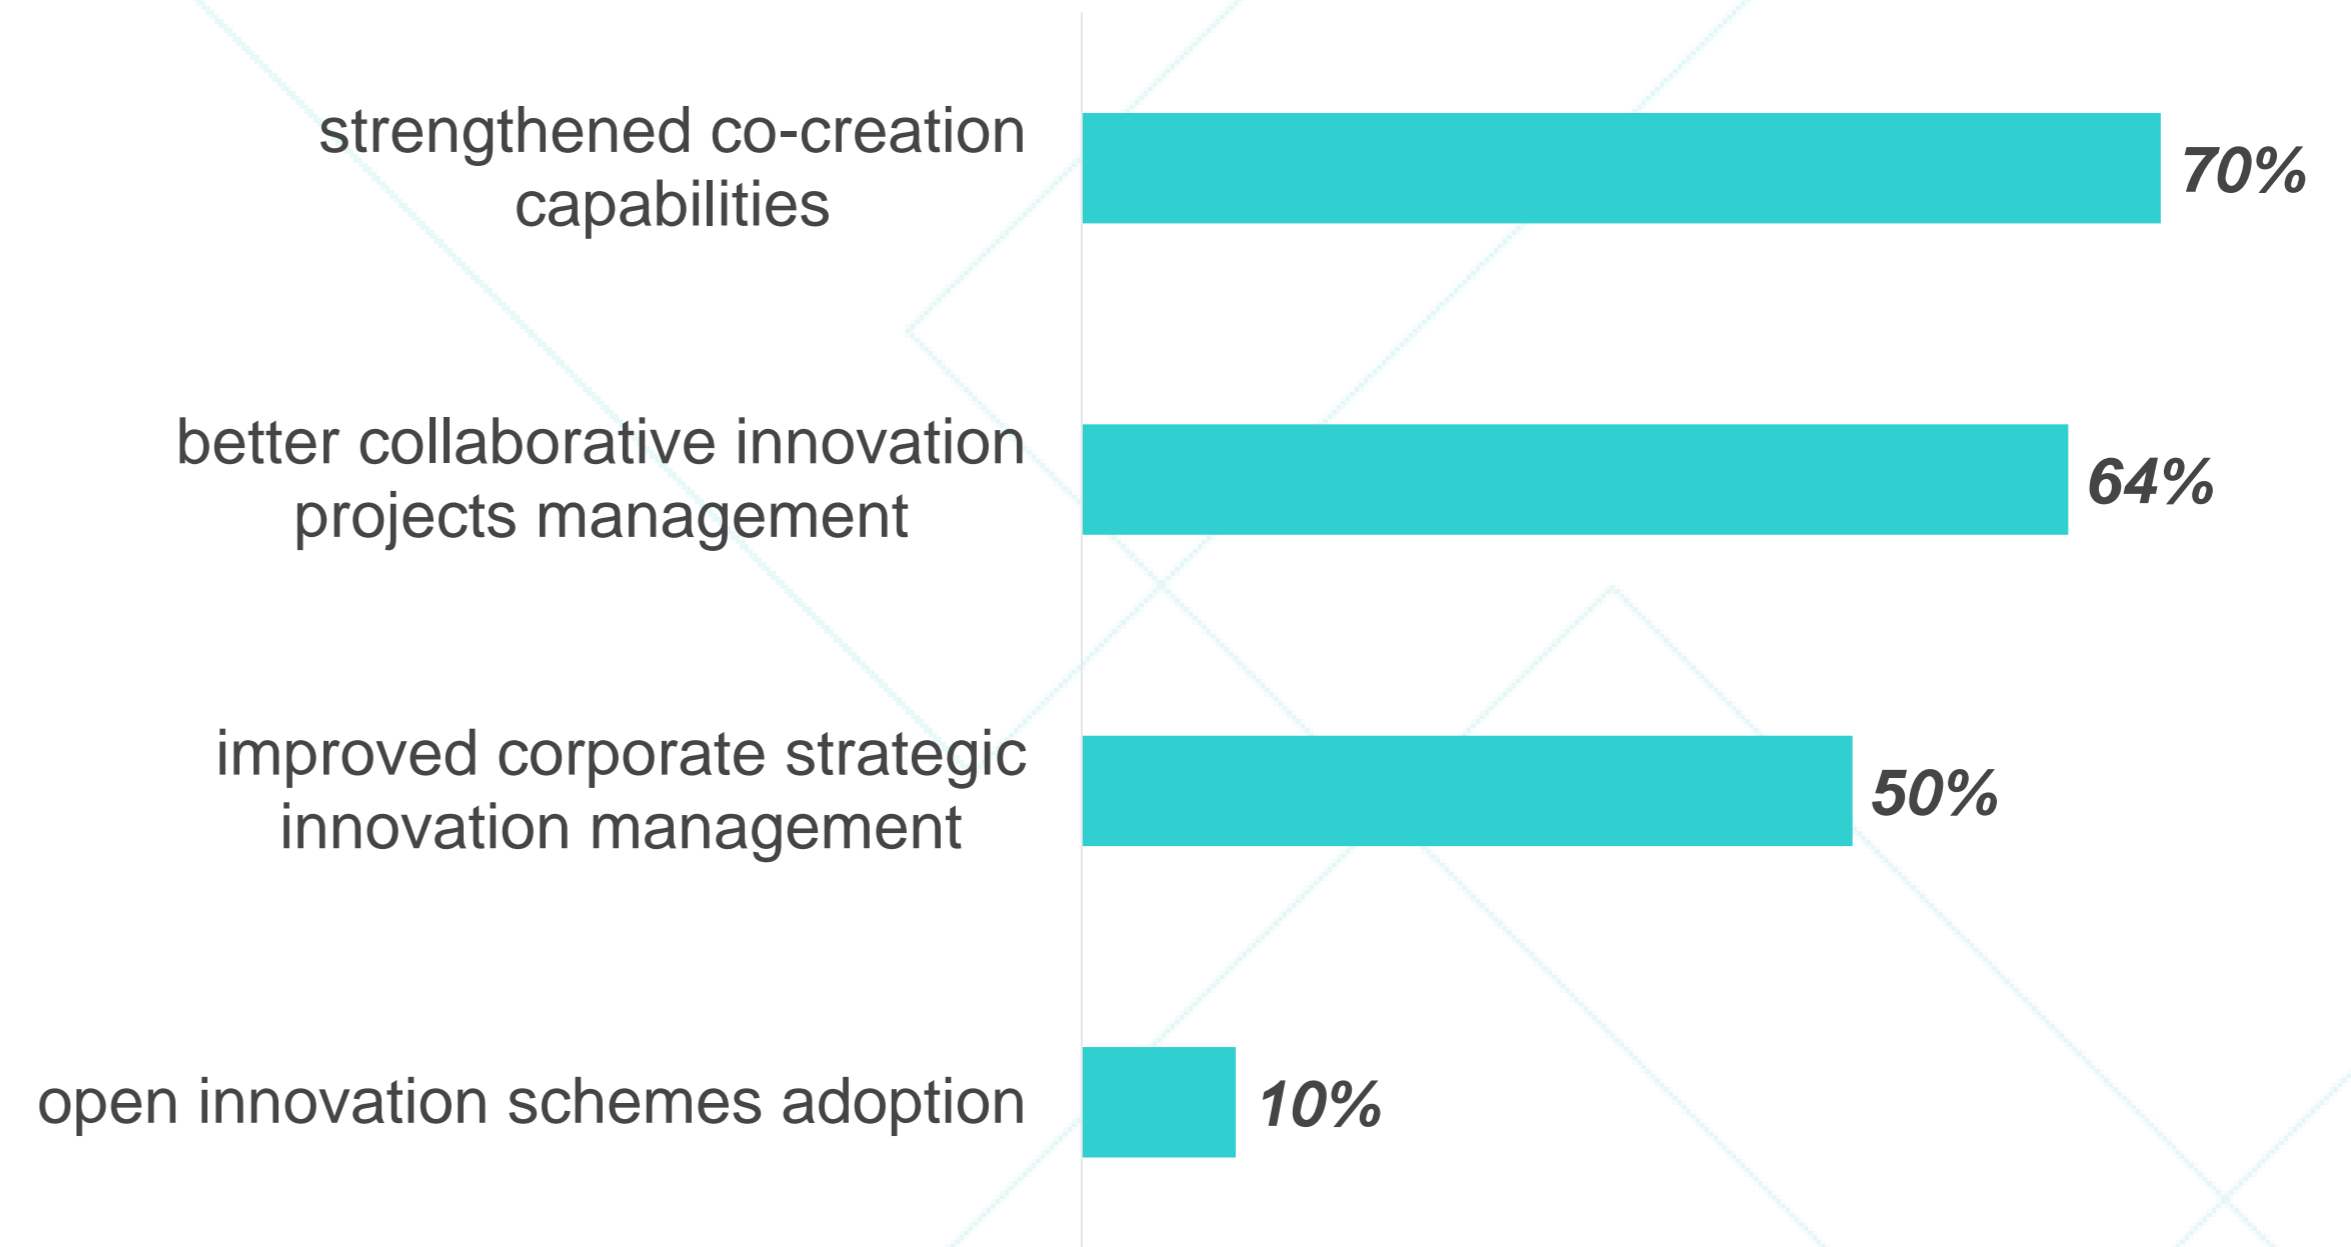 strengthened co-creation
capabilities
70%
better collaborative innovation
projects management
64%
improved corporate strategic
innovation management
50%
open innovation schemes adoption
10%